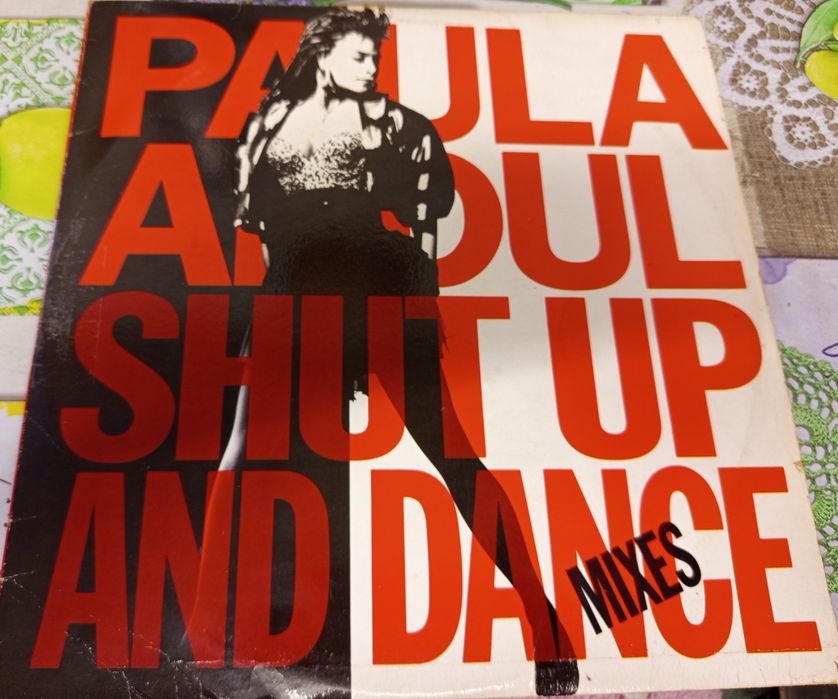 PAULA
ABDUL
SHUT UP
AND DANCE
MIXES